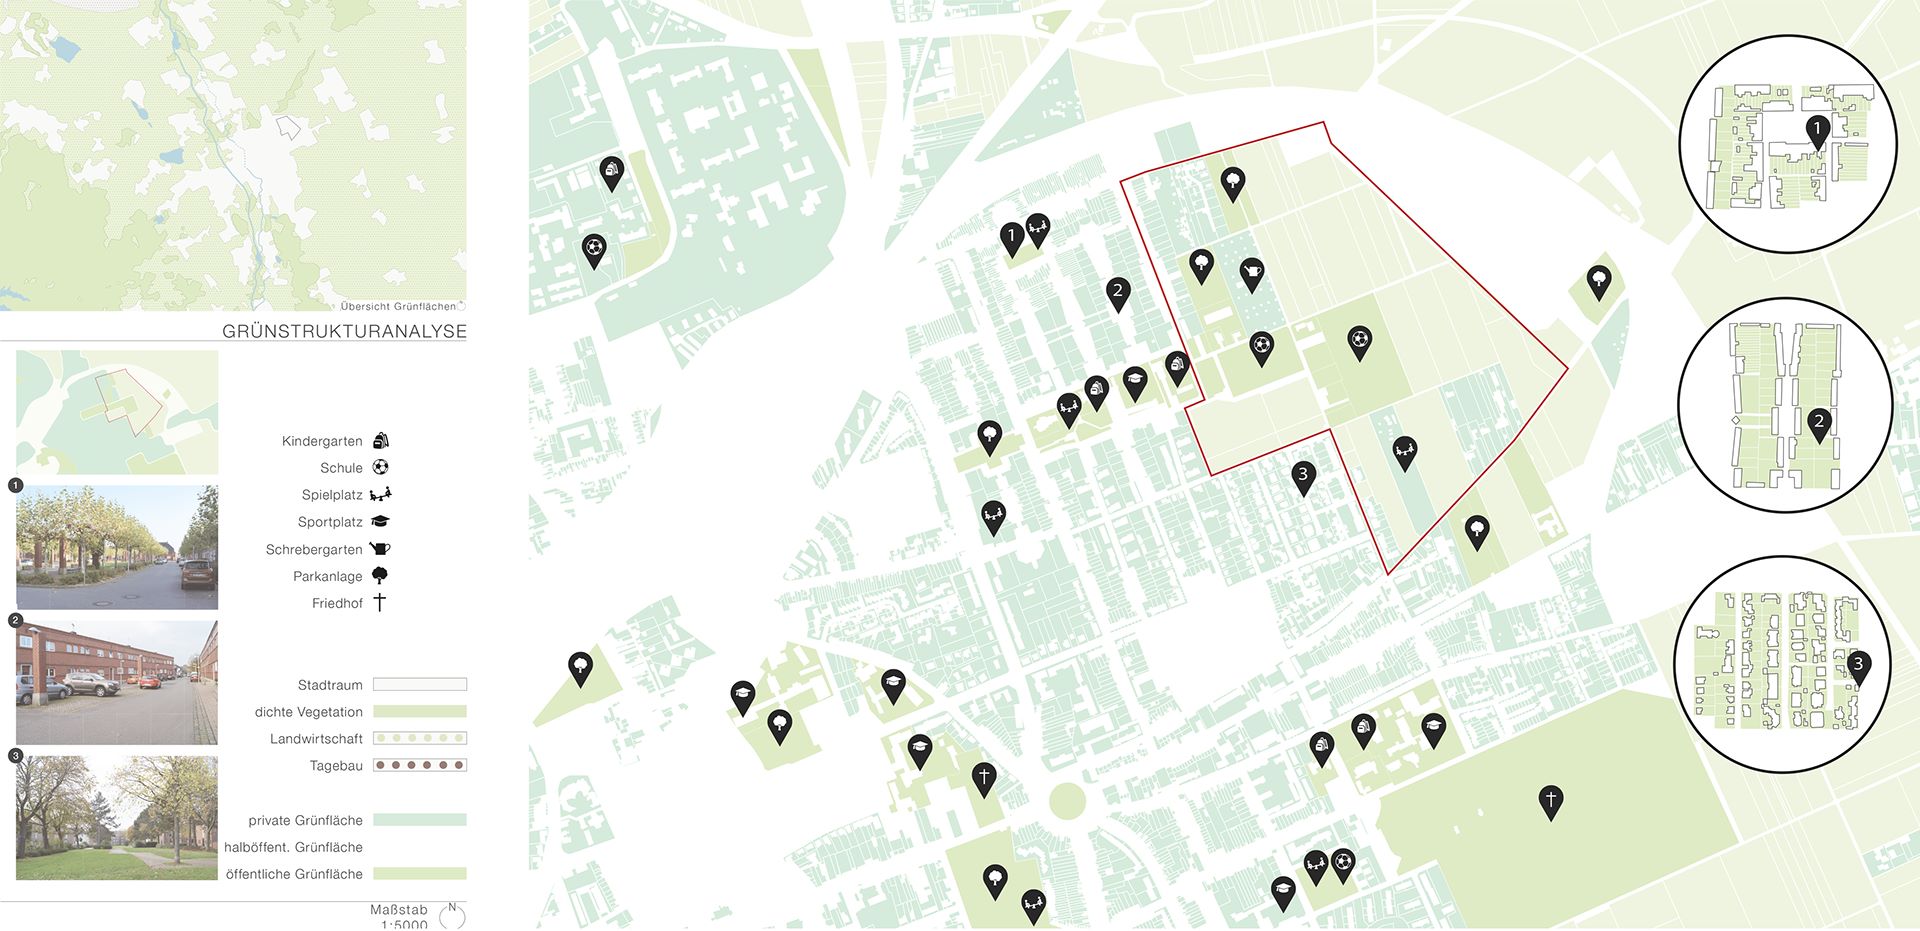 Übersicht Grünflächen
GRÜNSTRUKTURANALYSE
Kindergarten
Schule
Spielplatz
Sportplatz
Schrebergarten
Parkanlage
Friedhof
1
2
3
Stadtraum
dichte Vegetation
Landwirtschaft
Tagebau
private Grünfläche
halböffent. Grünfläche
öffentliche Grünfläche
Maßstab
1:5000
N
1
2
3
1
2
3